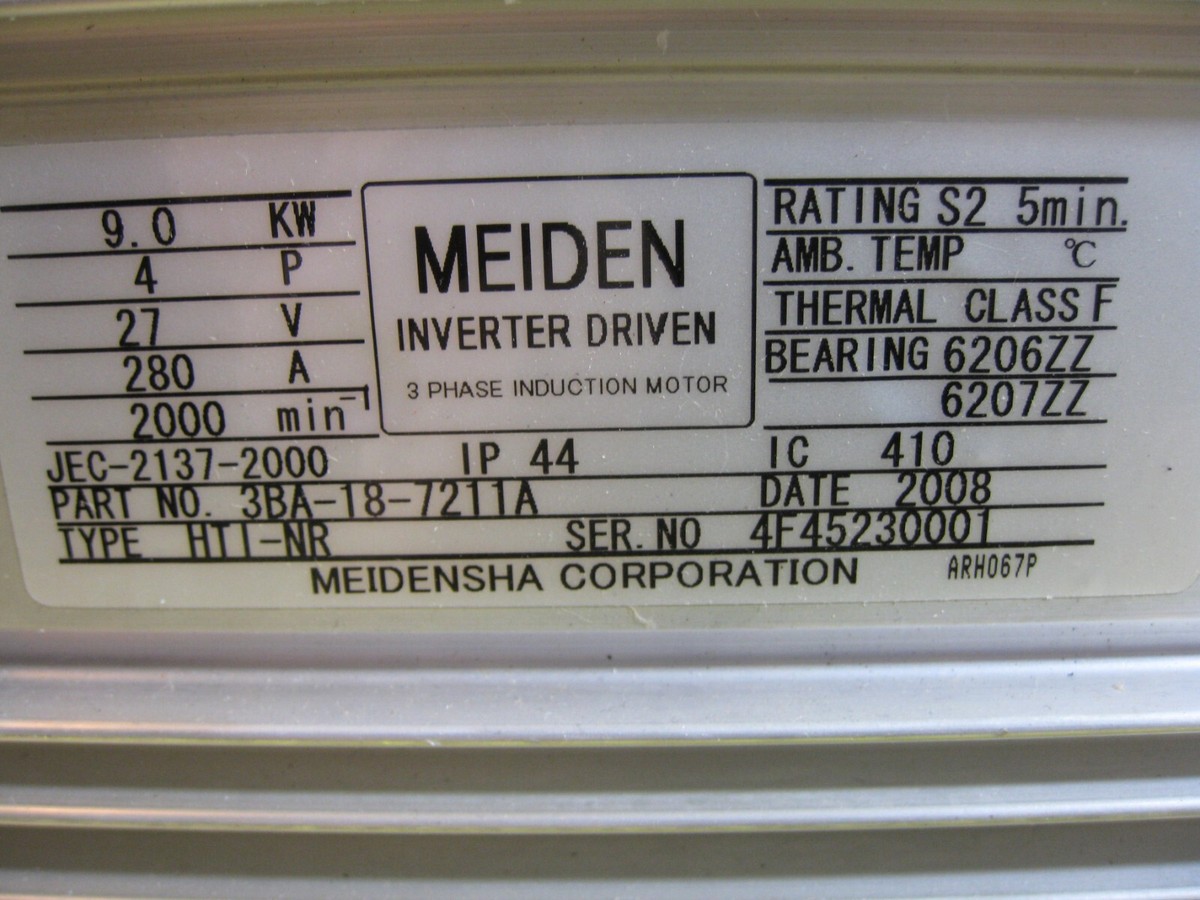 9.0 KW
4 P
27 V
280 A
2000 min⁻¹
MEIDEN
INVERTER DRIVEN
3 PHASE INDUCTION MOTOR
RATING S2 5min.
AMB. TEMP ℃
THERMAL CLASS F
BEARING 6206ZZ
6207ZZ
JEC-2137-2000 IP 44 IC 410
PART NO. 3BA-18-7211A DATE 2008
TYPE HTI-NR SER. NO 4F45230001
MEIDENSHA CORPORATION ARH067P